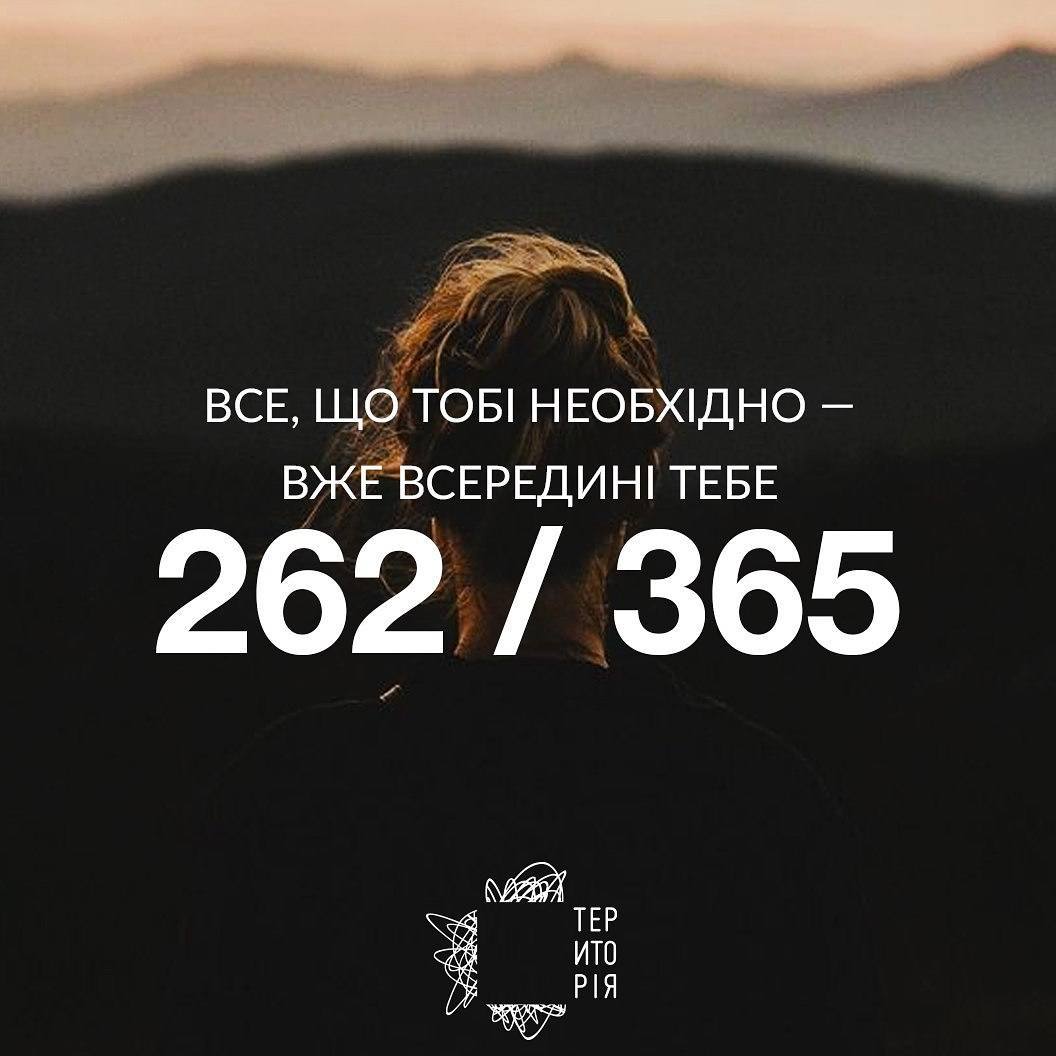 ВСЕ, ЩО ТОБІ НЕОБХІДНО —
ВЖЕ ВСЕРЕДИНІ ТЕБЕ
262 / 365
ТЕР
ИТО
РІЯ